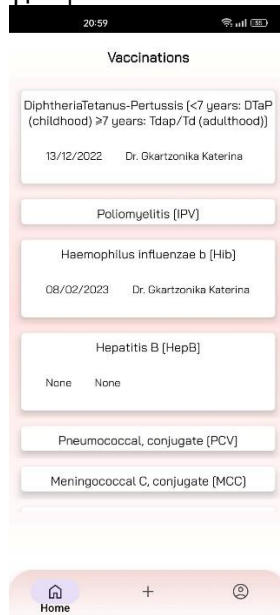 20:59
35
Vaccinations
DiphtheriaTetanus-Pertussis (<7 years: DTaP
(childhood) ≥7 years: Tdap/Td (adulthood))
13/12/2022 Dr. Gkartzonika Katerina
Poliomyelitis (IPV)
Haemophilus influenzae b (Hib)
08/02/2023 Dr. Gkartzonika Katerina
Hepatitis B (HepB)
None None
Pneumococcal, conjugate (PCV)
Meningococcal C, conjugate (MCC)
Home